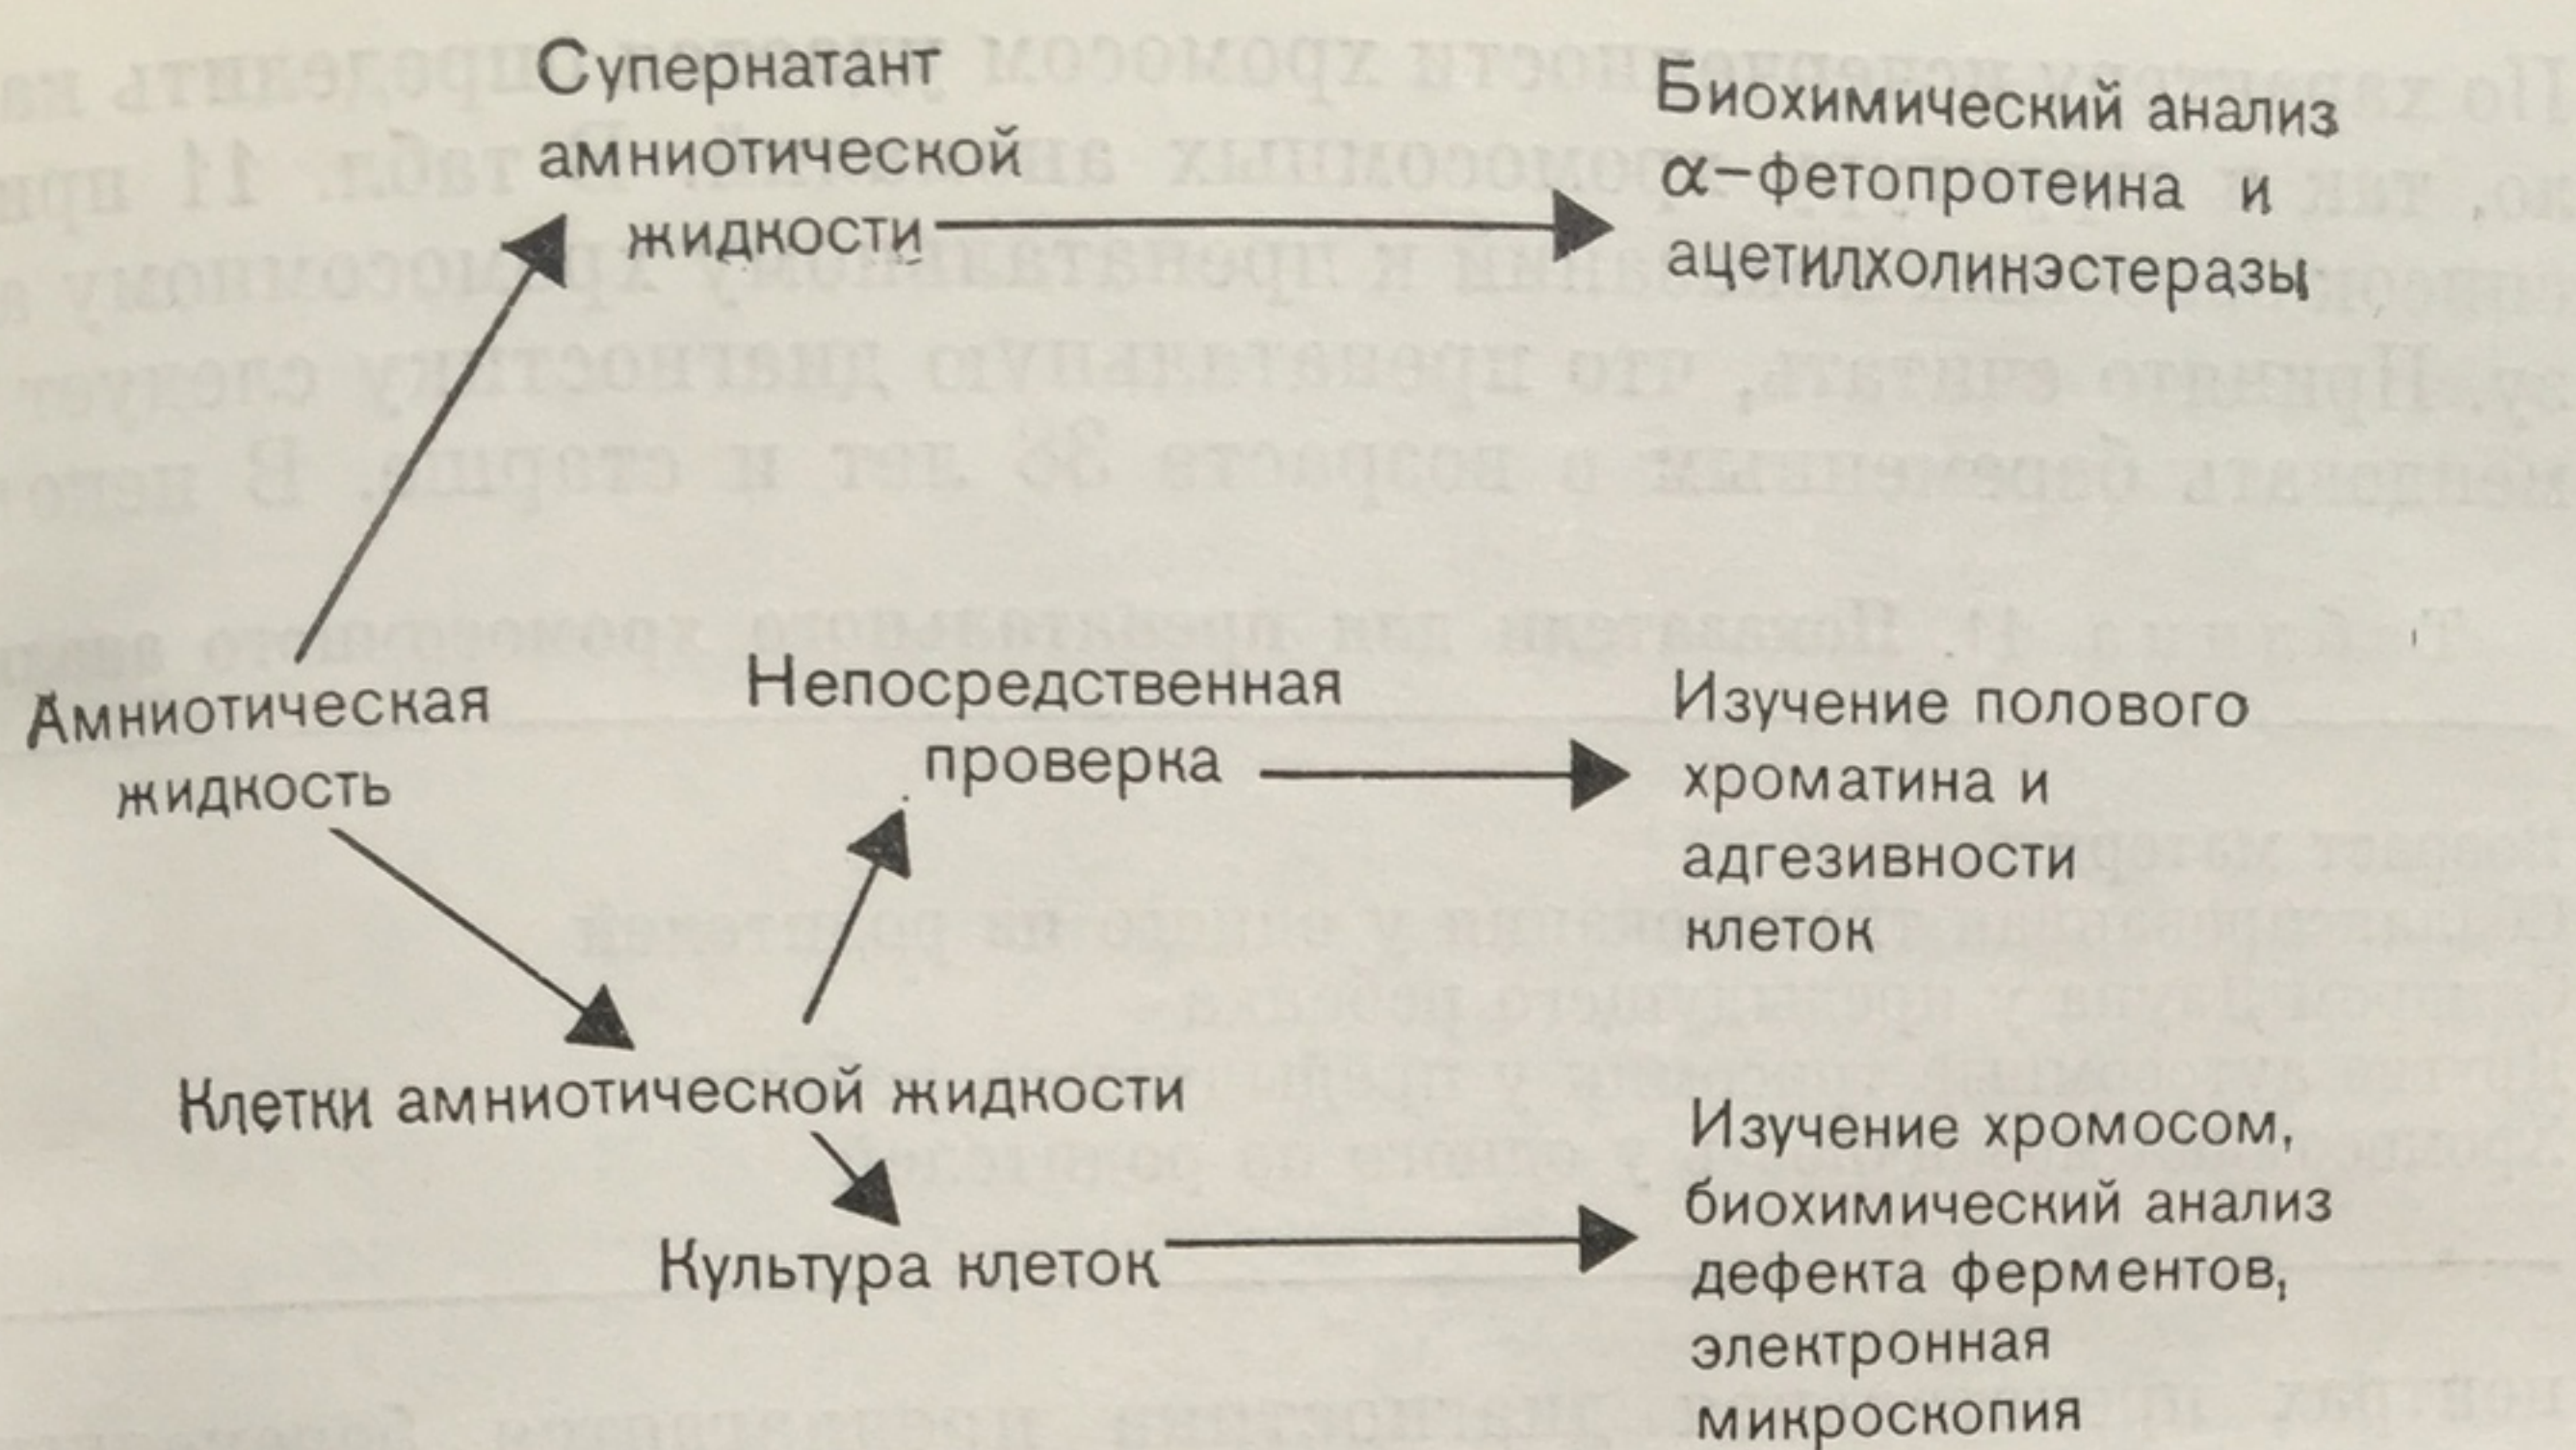 Супернатант
амниотической
жидкости
Биохимический анализ
α-фетопротеина и
ацетилхолинэстеразы
Амниотическая
жидкость
Непосредственная
проверка
Изучение полового
хроматина и
адгезивности
клеток
Клетки амниотической жидкости
Культура клеток
Изучение хромосом,
биохимический анализ
дефекта ферментов,
электронная
микроскопия